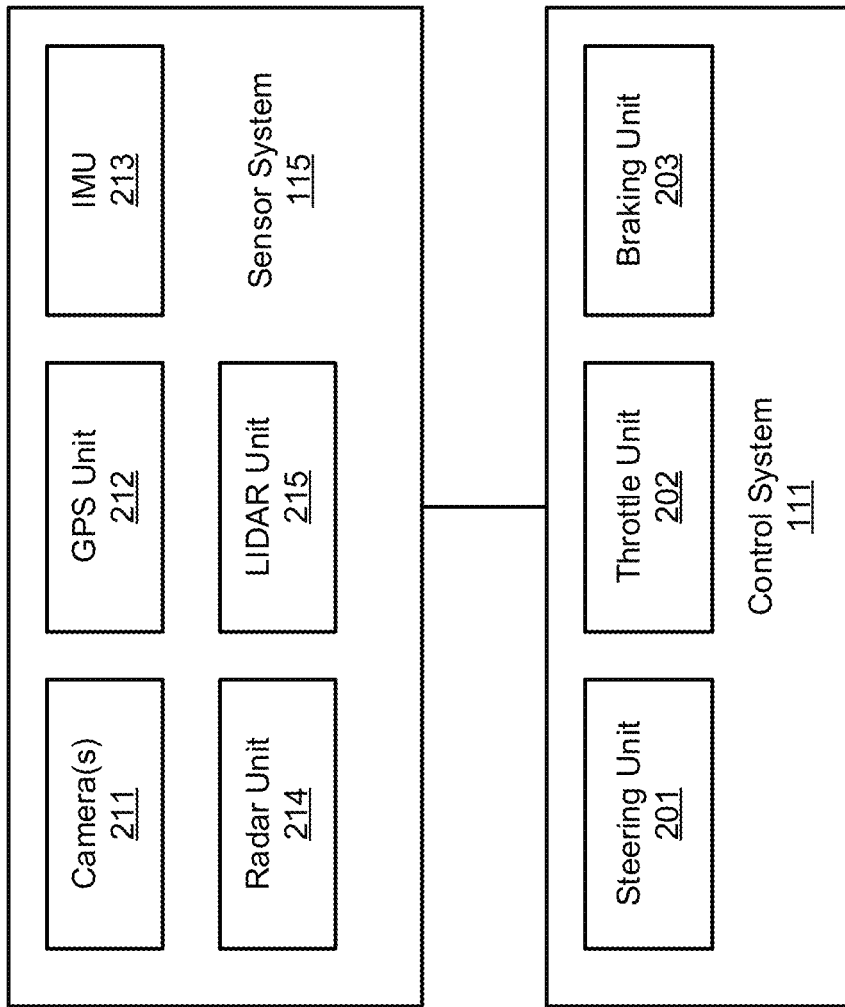 Camera(s)
211
GPS Unit
212
IMU
213
Radar Unit
214
LIDAR Unit
215
Sensor System
115
Steering Unit
201
Throttle Unit
202
Braking Unit
203
Control System
111